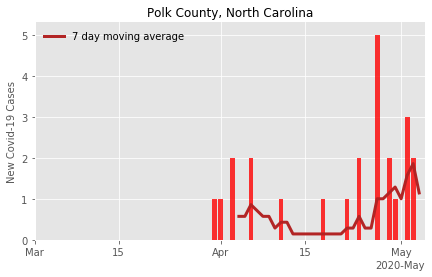 Polk County, North Carolina
7 day moving average
New Covid-19 Cases
5
4
3
2
1
0
Mar 15 Apr 15 May
2020-May